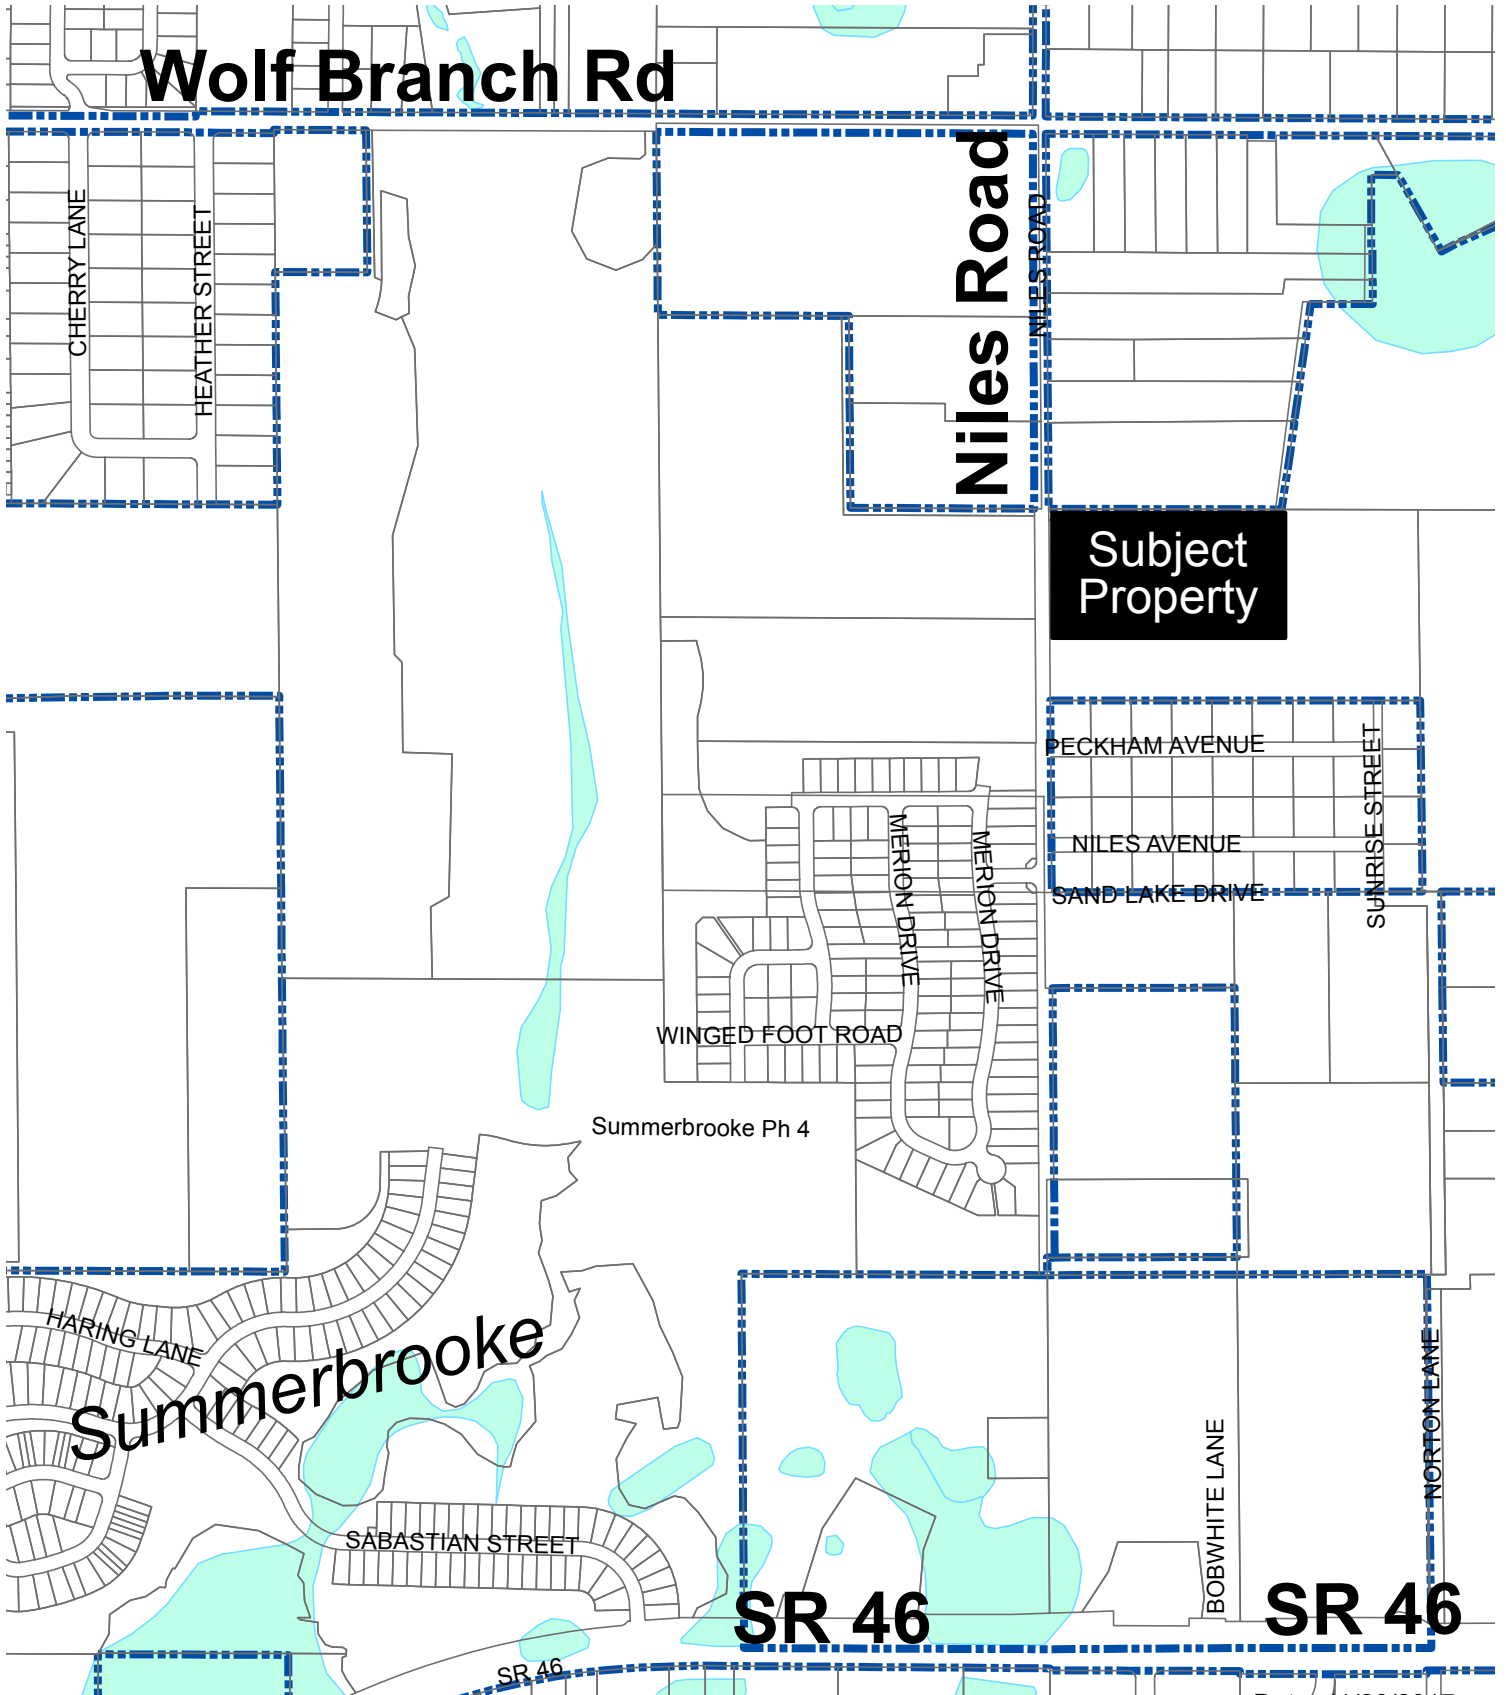 Wolf Branch Rd
Niles Road
NILES ROAD
CHERRY LANE
HEATHER STREET
Subject
Property
PECKHAM AVENUE
NILES AVENUE
SAND LAKE DRIVE
SUNRISE STREET
MERION DRIVE
MERION DRIVE
WINGED FOOT ROAD
Summerbrooke Ph 4
HARING LANE
Summerbrooke
SABASTIAN STREET
NORTON LANE
BOBWHITE LANE
SR 46
SR 46
SR 46